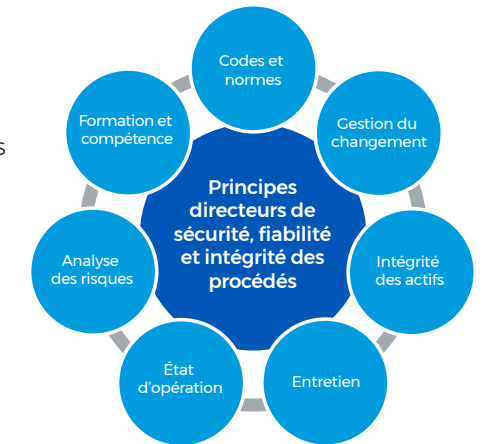 Codes et
normes
Gestion du
changement
Intégrité
des actifs
Entretien
État
d'opération
Analyse
des risques
Formation et
compétence
Principes
directeurs de
sécurité, fiabilité
et intégrité des
procédés
s